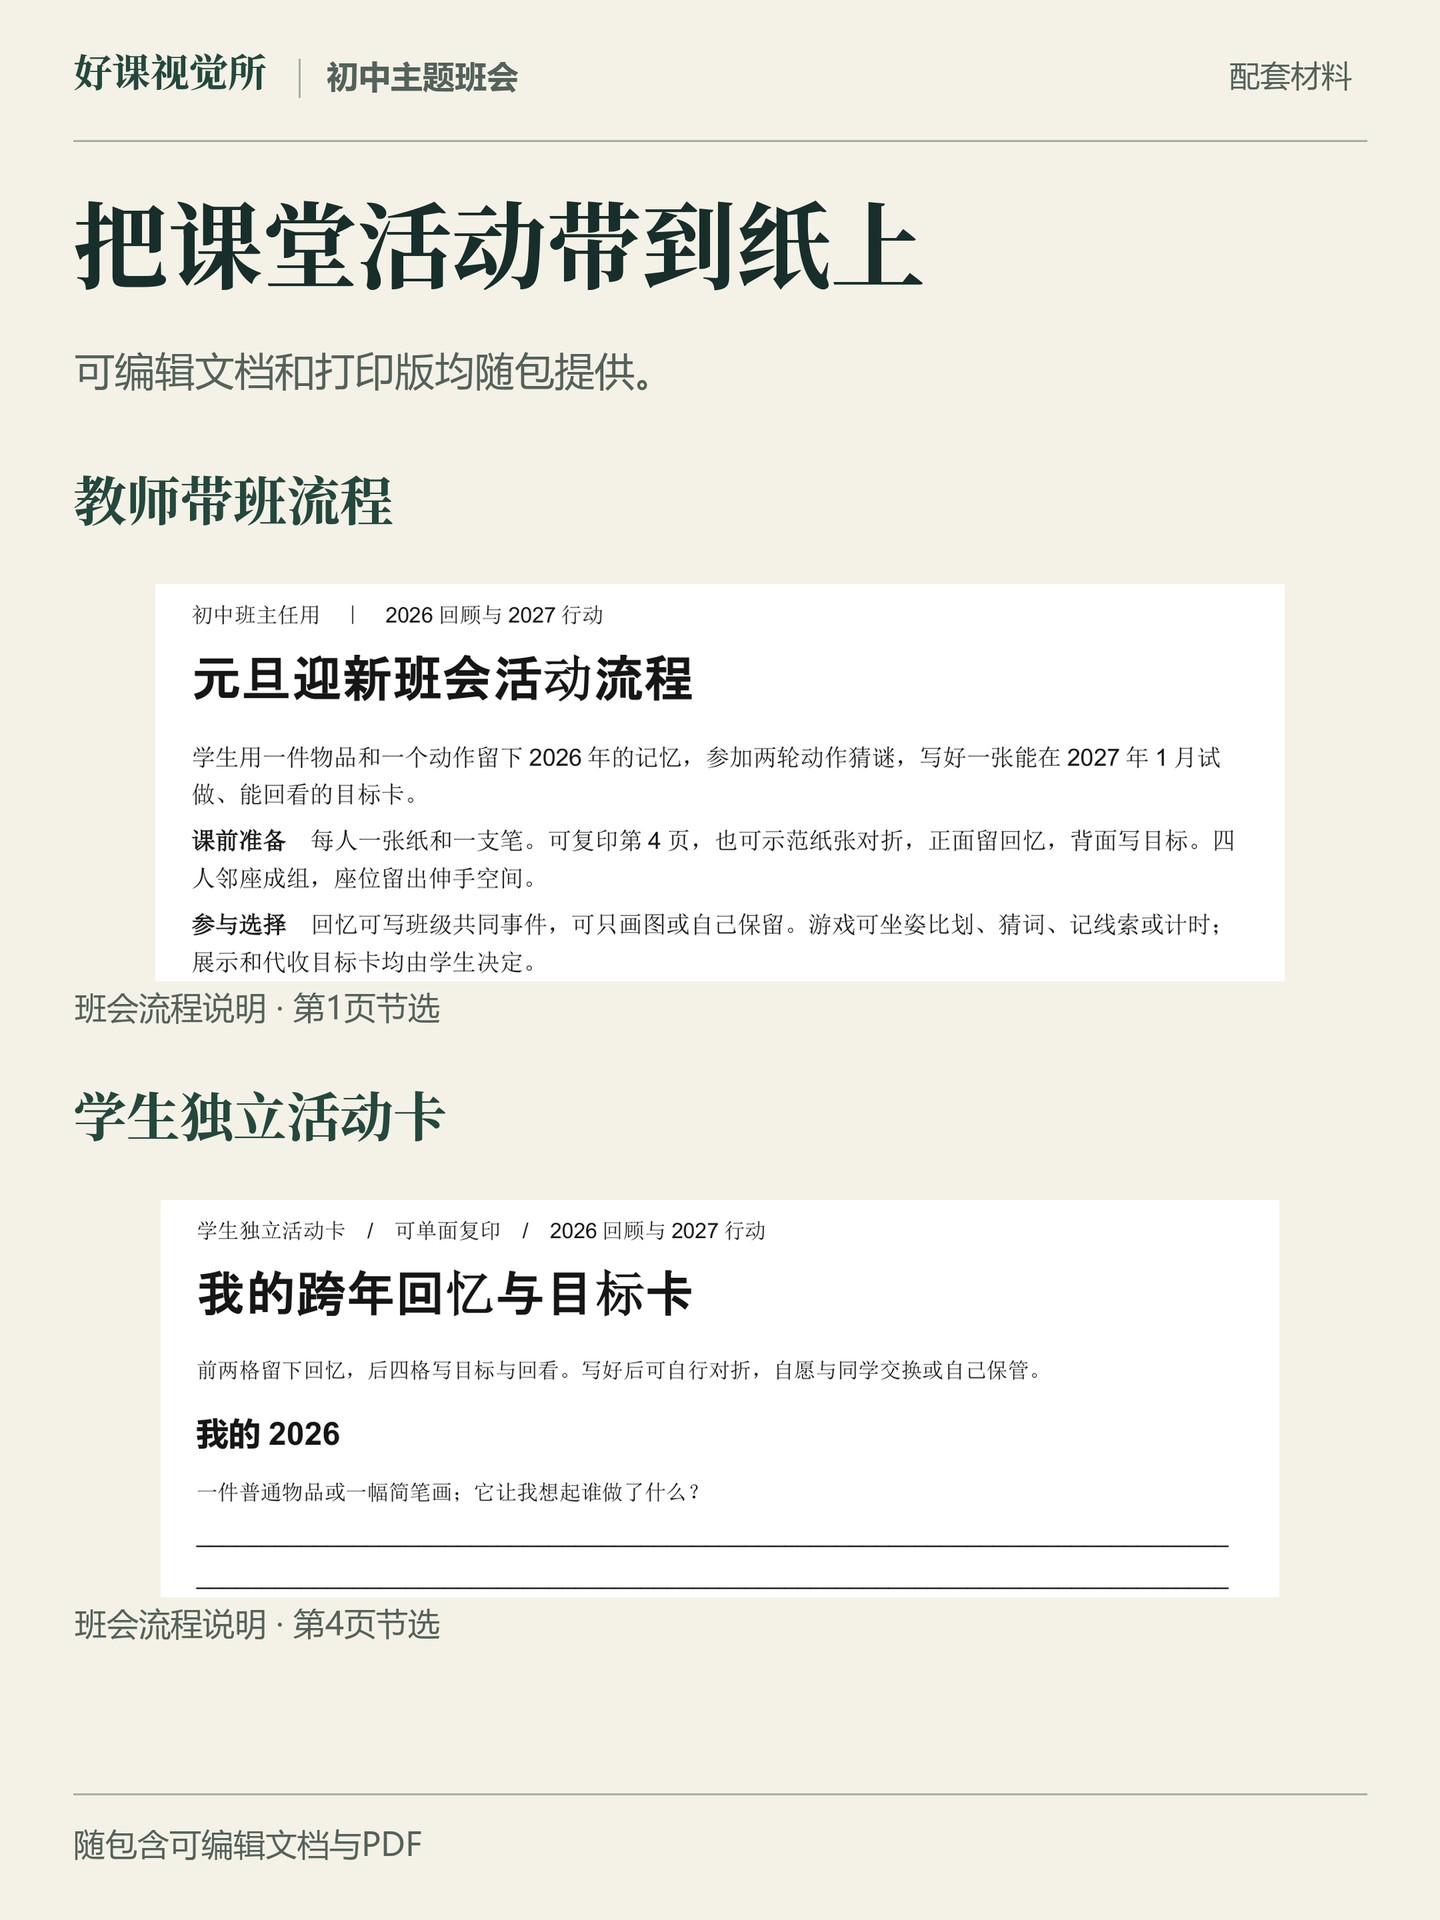 好课视觉所 | 初中主题班会
配套材料
把课堂活动带到纸上
可编辑文档和打印版均随包提供。
教师带班流程
初中班主任用 | 2026 回顾与 2027 行动
元旦迎新班会活动流程
学生用一件物品和一个动作留下 2026 年的记忆，参加两轮动作猜谜，写好一张能在 2027 年 1 月试
做、能回看的目标卡。
课前准备 每人一张纸和一支笔。可复印第 4 页，也可示范纸张对折，正面留回忆，背面写目标。四
人邻座成组，座位留出伸手空间。
参与选择 回忆可写班级共同事件，可只画图或自己保留。游戏可坐姿比划、猜词、记线索或计时；
展示和代收目标卡均由学生决定。
班会流程说明 · 第1页节选
学生独立活动卡
学生独立活动卡 / 可单面复印 / 2026 回顾与 2027 行动
我的跨年回忆与目标卡
前两格留下回忆，后四格写目标与回看。写好后可自行对折，自愿与同学交换或自己保管。
我的 2026
一件普通物品或一幅简笔画；它让我想起谁做了什么？
班会流程说明 · 第4页节选
随包含可编辑文档与PDF